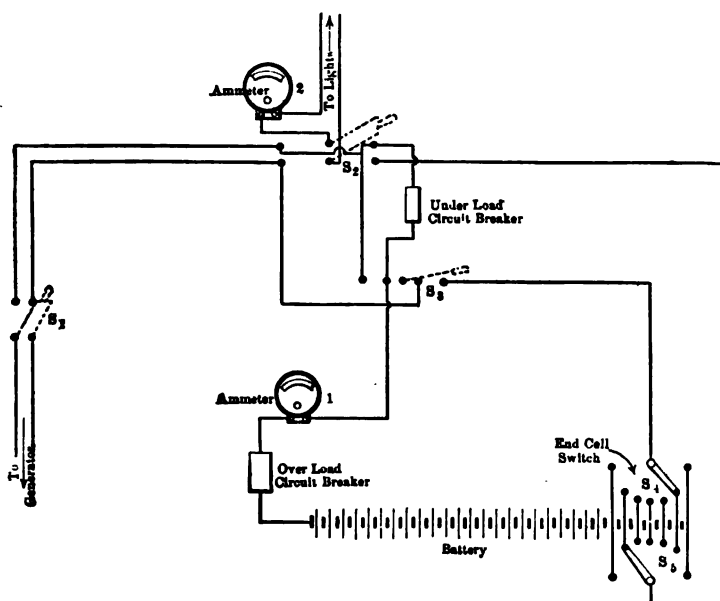 To Lights
Ammeter 2
S2
Under Load
Circuit Breaker
S3
S1
Ammeter 1
To
Generator
Over Load
Circuit Breaker
End Cell
Switch
S4
S5
Battery